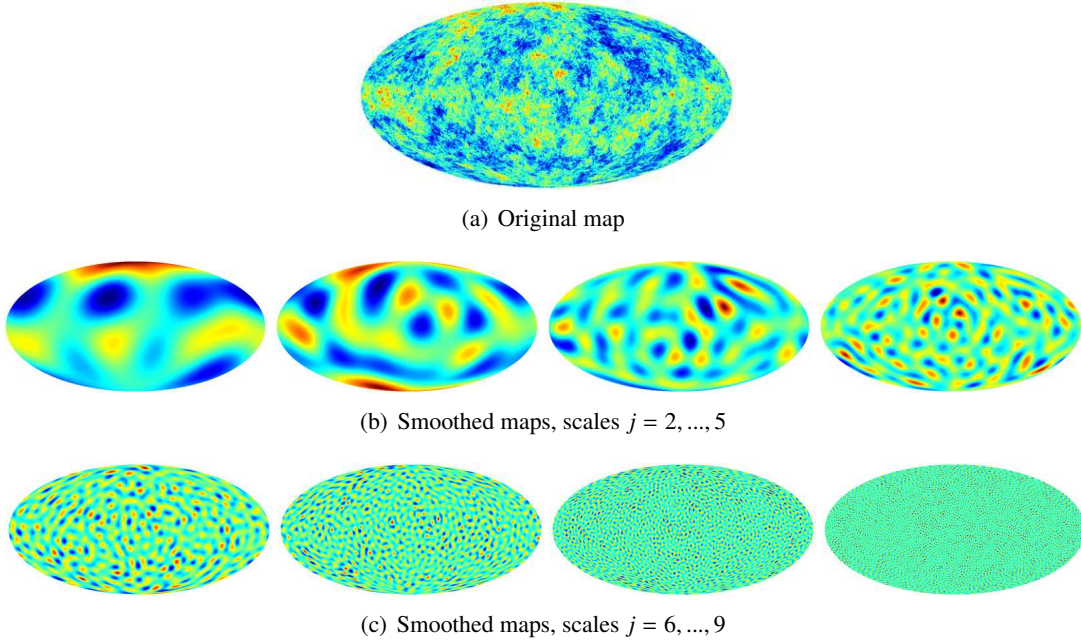 (a) Original map
(b) Smoothed maps, scales j = 2, ..., 5
(c) Smoothed maps, scales j = 6, ..., 9